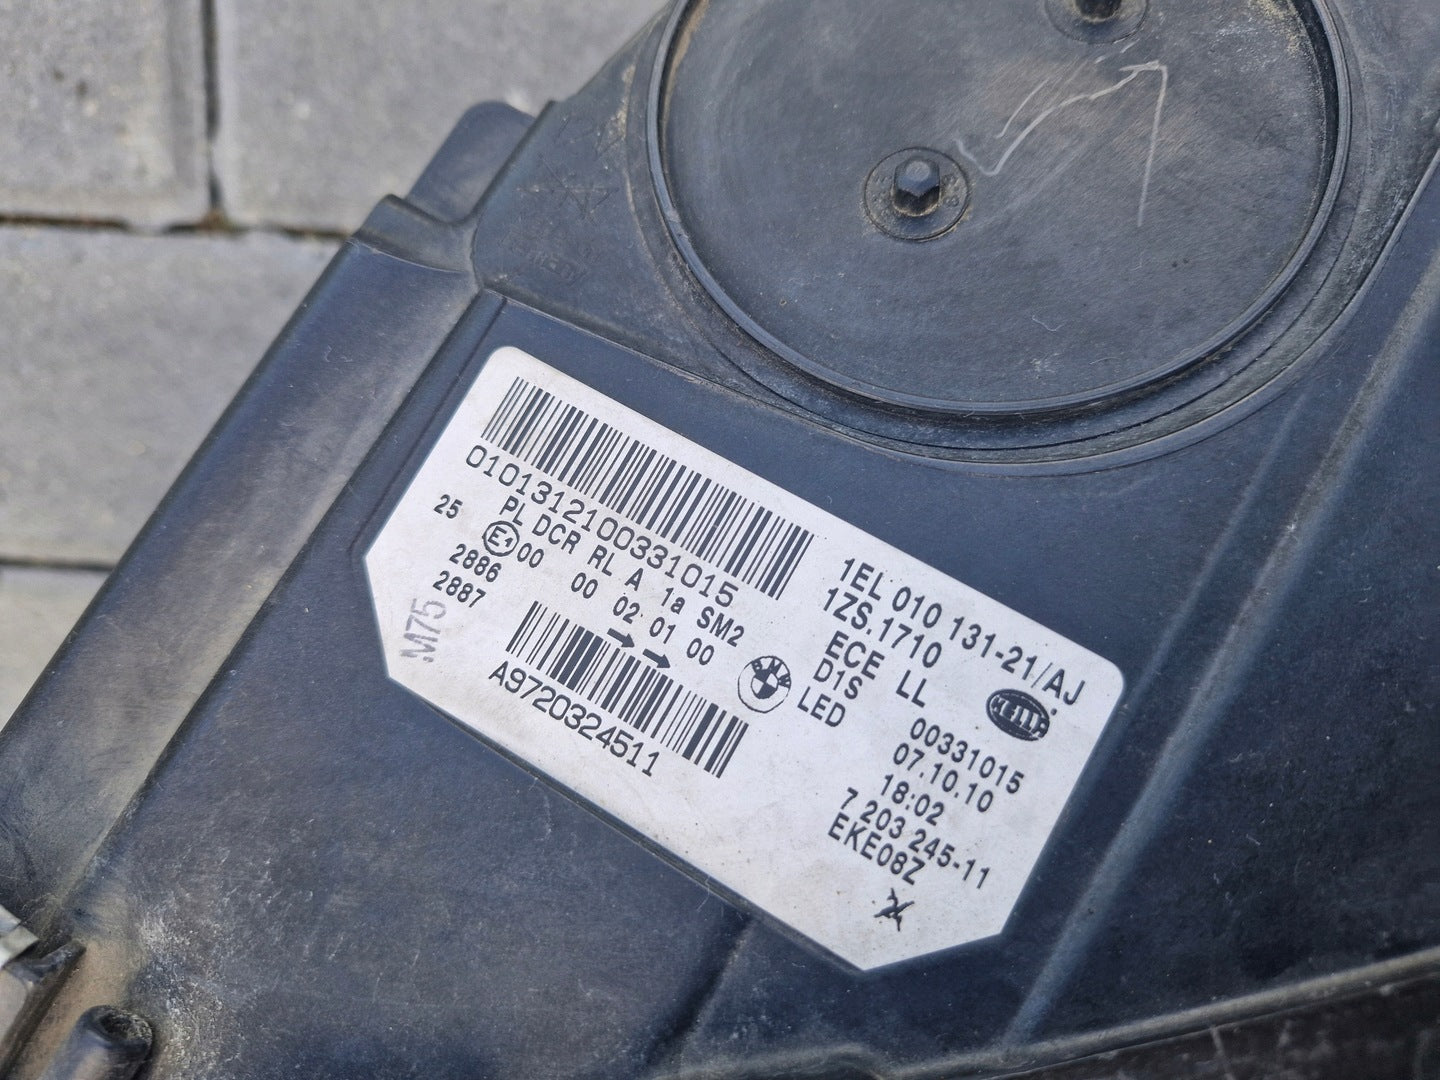 0101312100331015
PL DCR RL A 1a SM2
25 E1 00 00 02 01 00
2886
2887
M75
A9720324511
BMW
1EL 010 131-21/AJ
1ZS.1710
ECE LL
D1S
LED
HELLA
00331015
07.10.10
18:02
7 203 245-11
EKE08Z